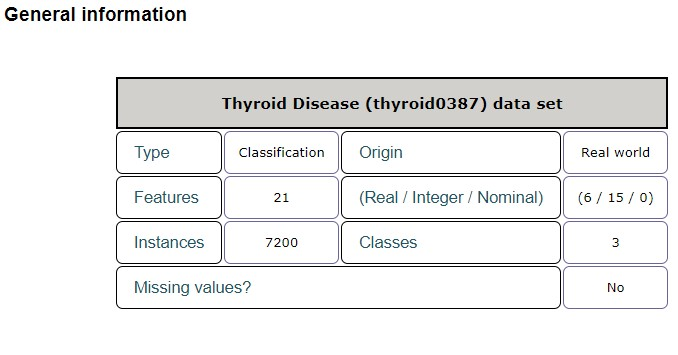 General information
Thyroid Disease (thyroid0387) data set
Type Classification Origin Real world
Features 21 (Real / Integer / Nominal) (6 / 15 / 0)
Instances 7200 Classes 3
Missing values? No